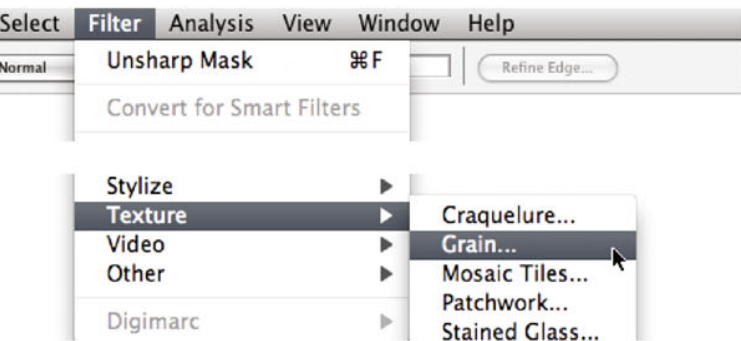 Select Filter Analysis View Window Help
Normal
Refine Edge...
Unsharp Mask ⌘F
Convert for Smart Filters
Stylize
Texture
Video
Other
Digimarc
Craquelure...
Grain...
Mosaic Tiles...
Patchwork...
Stained Glass...